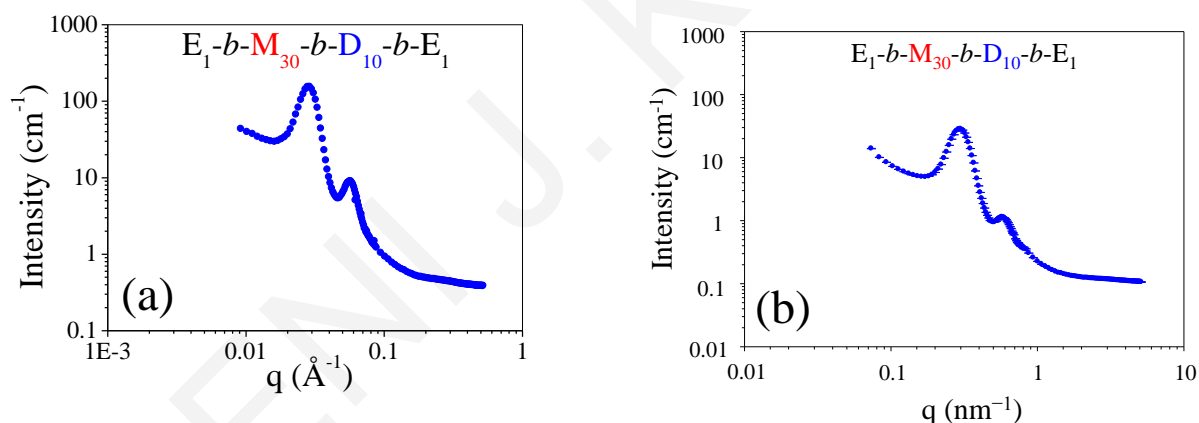 1000
100
10
1
0.1
Intensity (cm⁻¹)
E₁-b-M₃₀-b-D₁₀-b-E₁
(a)
1E-3 0.01 0.1 1
q (Å⁻¹)
1000
100
10
1
0.1
0.01
Intensity (cm⁻¹)
E₁-b-M₃₀-b-D₁₀-b-E₁
(b)
0.01 0.1 1 10
q (nm⁻¹)
ENI J. K